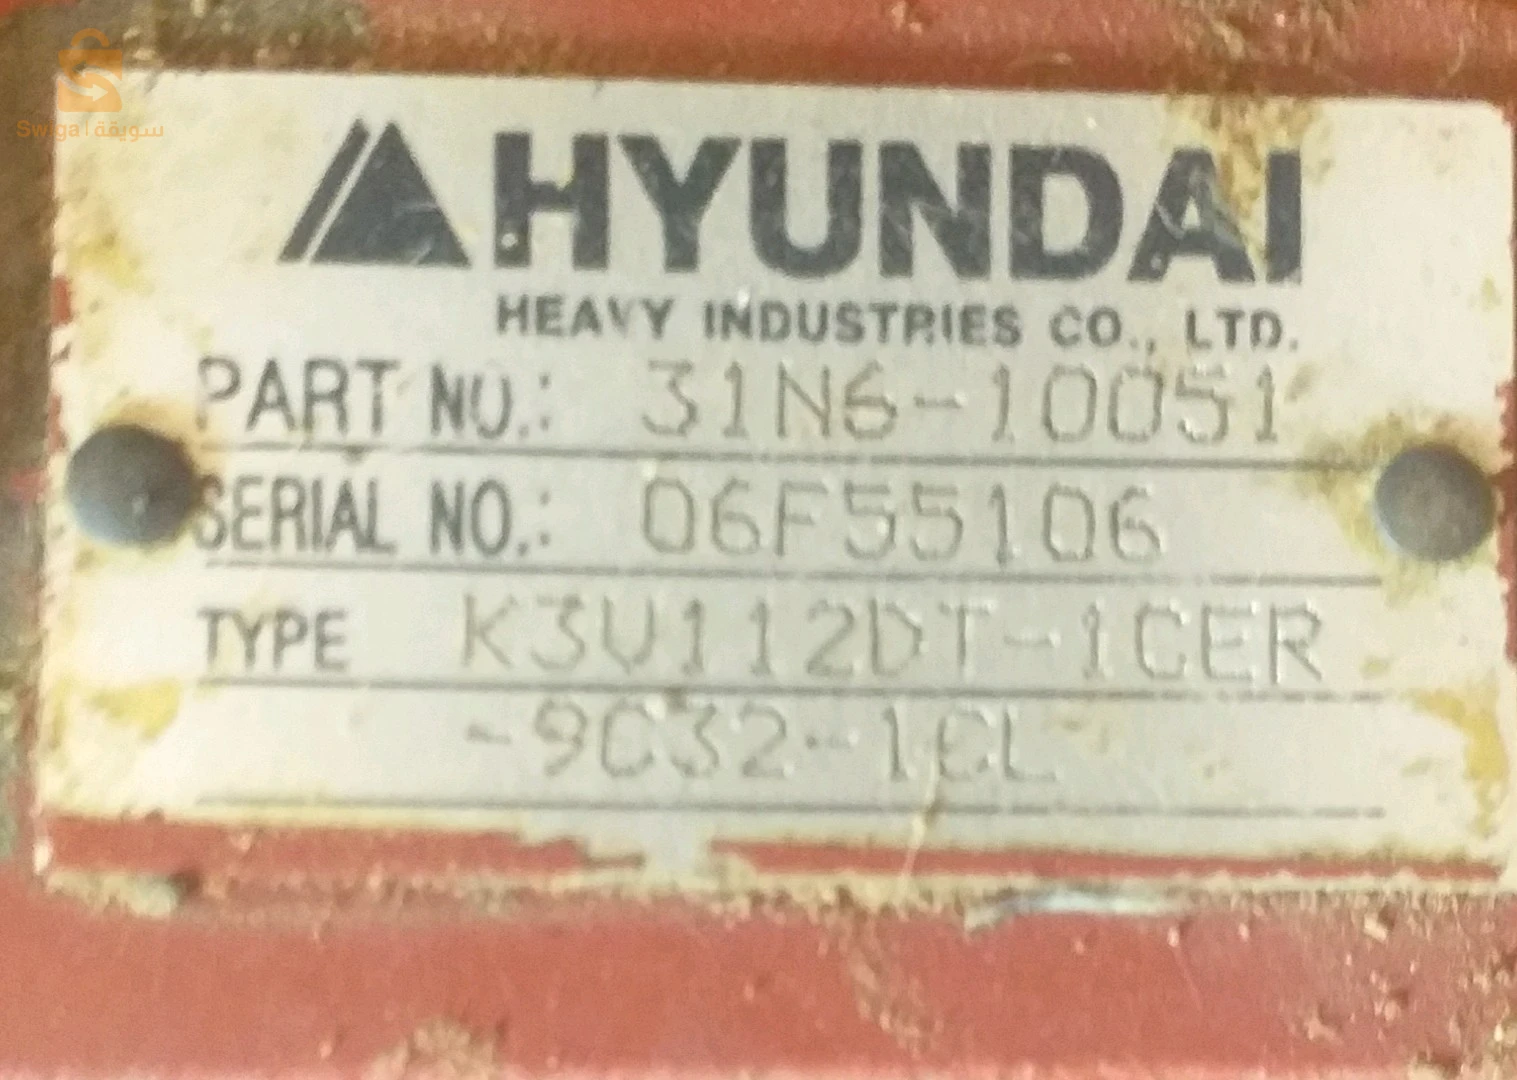 Swiga | سويقة
HYUNDAI
HEAVY INDUSTRIES CO., LTD.
PART NO.: 31N6-10051
SERIAL NO.: 06F55106
TYPE K3V112DT-1CER
-9C32-1CL